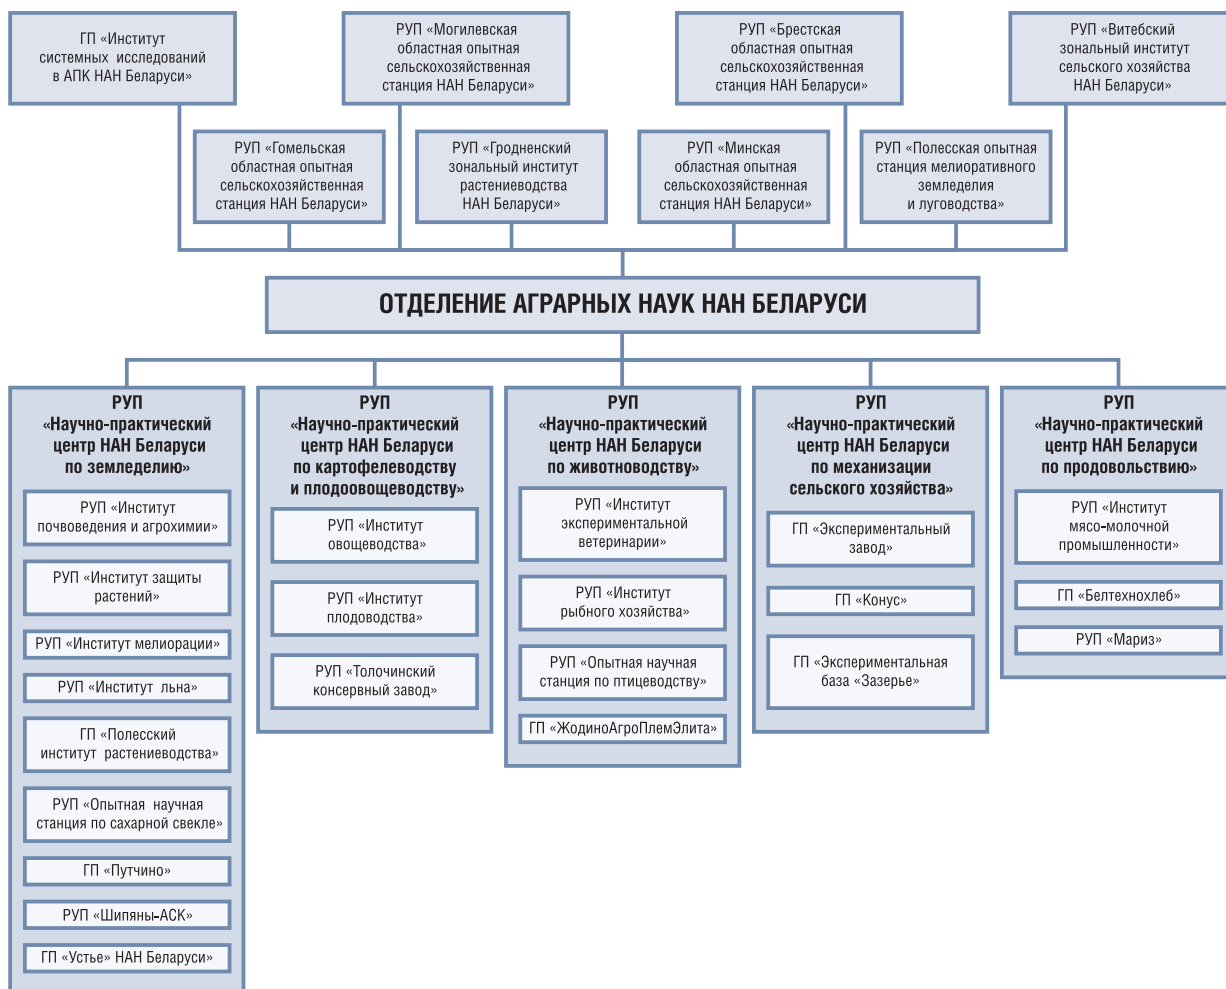 ГП «Институт
системных исследований
в АПК НАН Беларуси»
РУП «Могилевская
областная опытная
сельскохозяйственная
станция НАН Беларуси»
РУП «Брестская
областная опытная
сельскохозяйственная
станция НАН Беларуси»
РУП «Витебский
зональный институт
сельского хозяйства
НАН Беларуси»
РУП «Гомельская
областная опытная
сельскохозяйственная
станция НАН Беларуси»
РУП «Гродненский
зональный институт
растениеводства
НАН Беларуси»
РУП «Минская
областная опытная
сельскохозяйственная
станция НАН Беларуси»
РУП «Полесская опытная
станция мелиоративного
земледелия
и луговодства»
ОТДЕЛЕНИЕ АГРАРНЫХ НАУК НАН БЕЛАРУСИ
РУП
«Научно-практический
центр НАН Беларуси
по земледелию»
РУП «Институт
почвоведения и агрохимии»
РУП «Институт защиты
растений»
РУП «Институт мелиорации»
РУП «Институт льна»
ГП «Полесский
институт растениеводства»
РУП «Опытная научная
станция по сахарной свекле»
ГП «Путчино»
РУП «Шипяны-АСК»
ГП «Устье» НАН Беларуси»
РУП
«Научно-практический
центр НАН Беларуси
по картофелеводству
и плодоовощеводству»
РУП «Институт
овощеводства»
РУП «Институт
плодоводства»
РУП «Толочинский
консервный завод»
РУП
«Научно-практический
центр НАН Беларуси
по животноводству»
РУП «Институт
экспериментальной
ветеринарии»
РУП «Институт
рыбного хозяйства»
РУП «Опытная научная
станция по птицеводству»
ГП «ЖодиноАгроПлемЭлита»
РУП
«Научно-практический
центр НАН Беларуси
по механизации
сельского хозяйства»
ГП «Экспериментальный
завод»
ГП «Конус»
ГП «Экспериментальная
база «Зазерье»
РУП
«Научно-практический
центр НАН Беларуси
по продовольствию»
РУП «Институт
мясо-молочной
промышленности»
ГП «Белтехнохлеб»
РУП «Мариз»